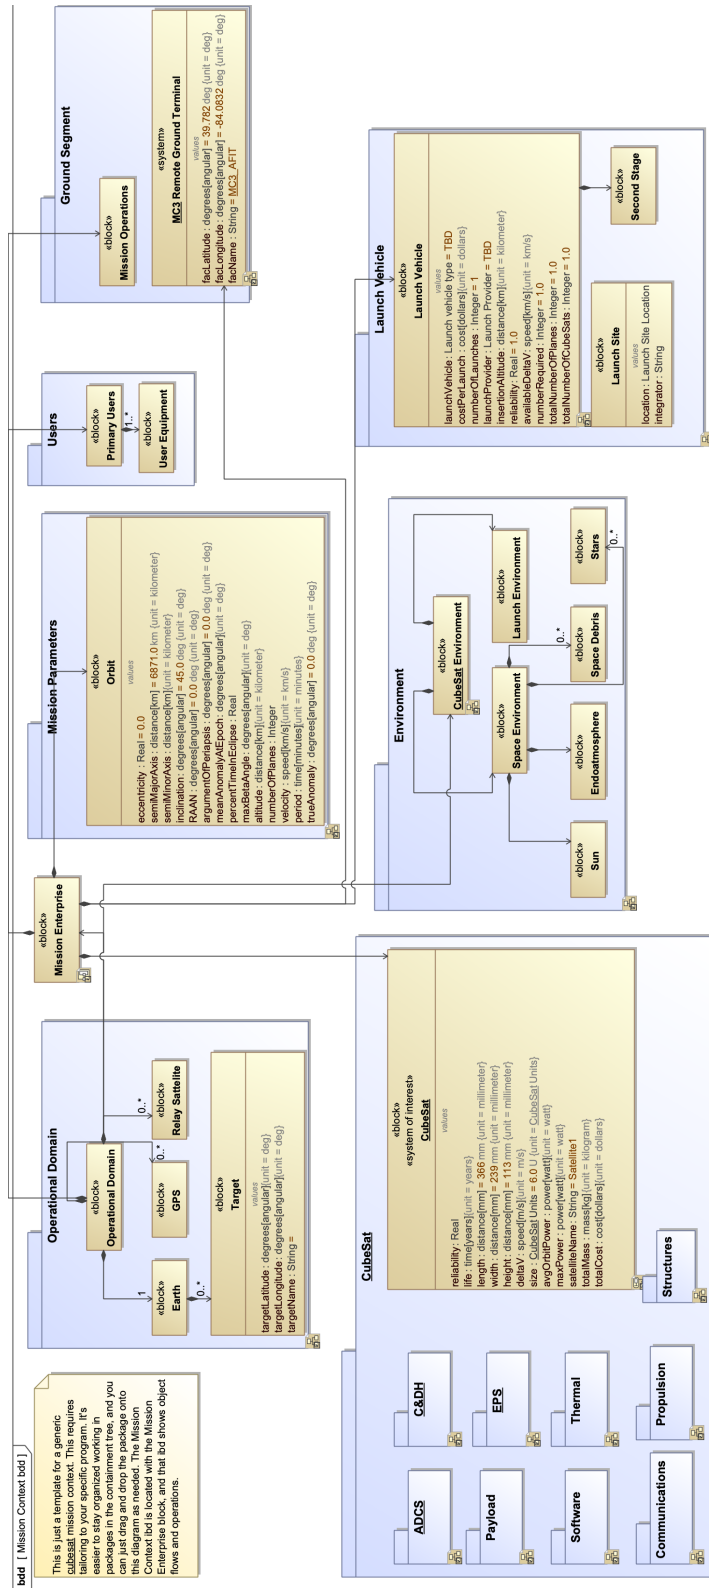 bdd [ Mission Context bdd ]
This is just a template for a generic
cubesat mission context. This requires
tailoring to your specific program. It's
easier to stay organized working in
packages in the containment tree, and you
can just drag and drop the package onto
this diagram as needed. The Mission
Context ibd is located with the Mission
Enterprise block, and that ibd shows object
flows and operations.
Operational Domain
«block»
Operational Domain
1
«block»
Earth
0..*
«block»
GPS
0..*
«block»
Relay Sattelite
0..*
«block»
Target
values
targetLatitude : degrees[angular]{unit = deg}
targetLongitude : degrees[angular]{unit = deg}
targetName : String =
«block»
Mission Enterprise
Mission Parameters
«block»
Orbit
values
eccentricity : Real = 0.0
semiMajorAxis : distance[km] = 6871.0 km {unit = kilometer}
semiMinorAxis : distance[km]{unit = kilometer}
inclination : degrees[angular] = 45.0 deg {unit = deg}
RAAN : degrees[angular] = 0.0 deg {unit = deg}
argumentOfPeriapsis : degrees[angular] = 0.0 deg {unit = deg}
meanAnomalyAtEpoch : degrees[angular]{unit = deg}
percentTimeInEclipse : Real
maxBetaAngle : degrees[angular]{unit = deg}
altitude : distance[km]{unit = kilometer}
numberOfPlanes : Integer
velocity : speed[km/s]{unit = km/s}
period : time[minutes]{unit = minutes}
trueAnomaly : degrees[angular] = 0.0 deg {unit = deg}
Users
«block»
Primary Users
1..*
«block»
User Equipment
Ground Segment
«block»
Mission Operations
«system»
MC3 Remote Ground Terminal
values
facLatitude : degrees[angular] = 39.782 deg {unit = deg}
facLongitude : degrees[angular] = -84.0832 deg {unit = deg}
facName : String = MC3_AFIT
CubeSat
C&DH
ADCS
EPS
Payload
Thermal
Software
Propulsion
Communications
Structures
«block»
«system of interest»
CubeSat
values
reliability : Real
life : time[years]{unit = years}
length : distance[mm] = 366 mm {unit = millimeter}
width : distance[mm] = 239 mm {unit = millimeter}
height : distance[mm] = 113 mm {unit = millimeter}
deltaV : speed[m/s]{unit = m/s}
size : CubeSat Units = 6.0 U {unit = CubeSat Units}
avgOrbitPower : power[watt]{unit = watt}
maxPower : power[watt]{unit = watt}
satelliteName : String = Satellite1
totalMass : mass[kg]{unit = kilogram}
totalCost : cost[dollars]{unit = dollars}
Environment
«block»
CubeSat Environment
«block»
Space Environment
«block»
Launch Environment
«block»
Sun
«block»
Endoatmosphere
0..*
«block»
Space Debris
0..*
«block»
Stars
Launch Vehicle
«block»
Launch Vehicle
values
launchVehicle : Launch vehicle type = TBD
costPerLaunch : cost[dollars]{unit = dollars}
numberOfLaunches : Integer = 1
launchProvider : Launch Provider = TBD
insertionAltitude : distance[km]{unit = kilometer}
reliability : Real = 1.0
availableDeltaV : speed[km/s]{unit = km/s}
numberRequired : Integer = 1.0
totalNumberOfPlanes : Integer = 1.0
totalNumberOfCubeSats : Integer = 1.0
«block»
Launch Site
values
location : Launch Site Location
integrator : String
«block»
Second Stage